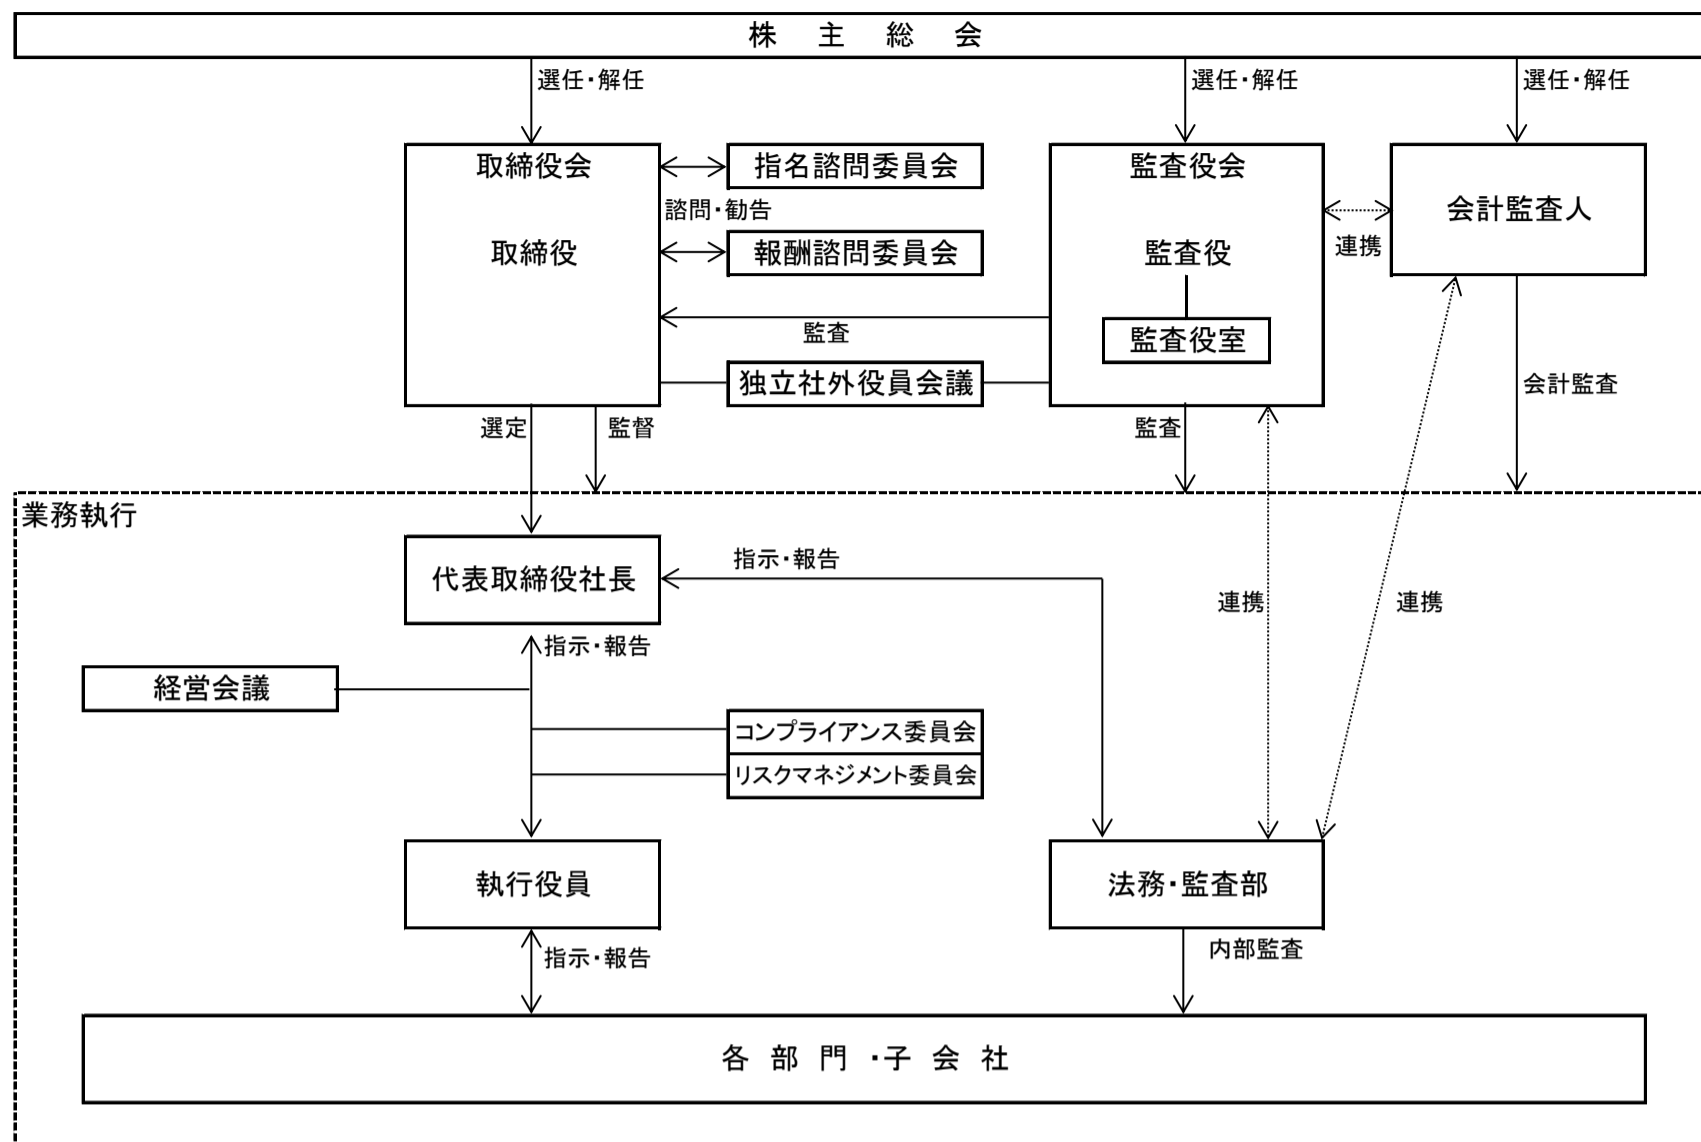 株 主 総 会
選任・解任
選任・解任
選任・解任
取締役会
指名諮問委員会
監査役会
会計監査人
諮問・勧告
取締役
報酬諮問委員会
監査役
連携
監査
監査役室
独立社外役員会議
会計監査
選定
監督
監査
業務執行
代表取締役社長
指示・報告
連携
連携
指示・報告
経営会議
コンプライアンス委員会
リスクマネジメント委員会
執行役員
法務・監査部
指示・報告
内部監査
各 部 門 ・子 会 社